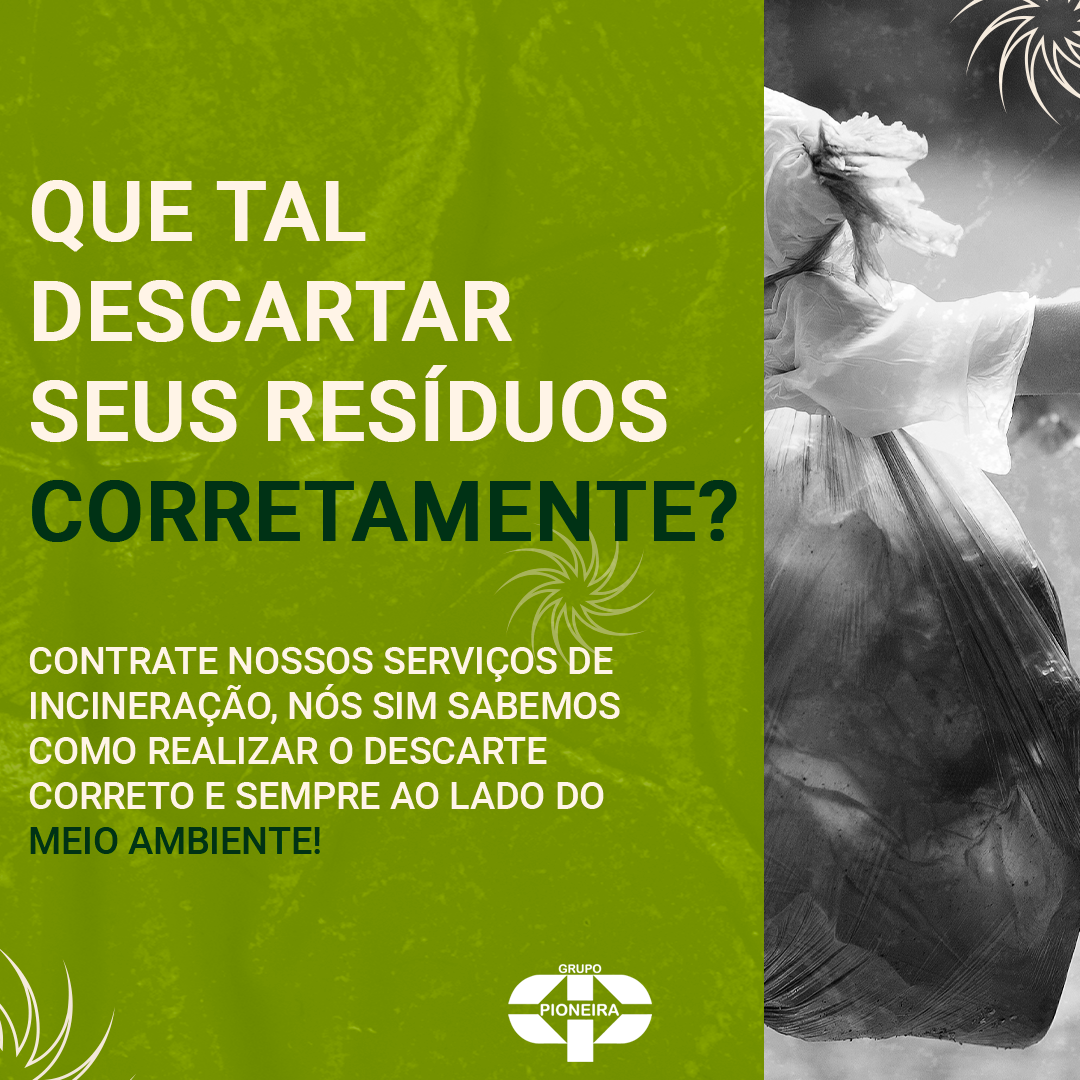 QUE TAL
DESCARTAR
SEUS RESÍDUOS
CORRETAMENTE?
CONTRATE NOSSOS SERVIÇOS DE
INCINERAÇÃO, NÓS SIM SABEMOS
COMO REALIZAR O DESCARTE
CORRETO E SEMPRE AO LADO DO
MEIO AMBIENTE!
GRUPO
PIONEIRA